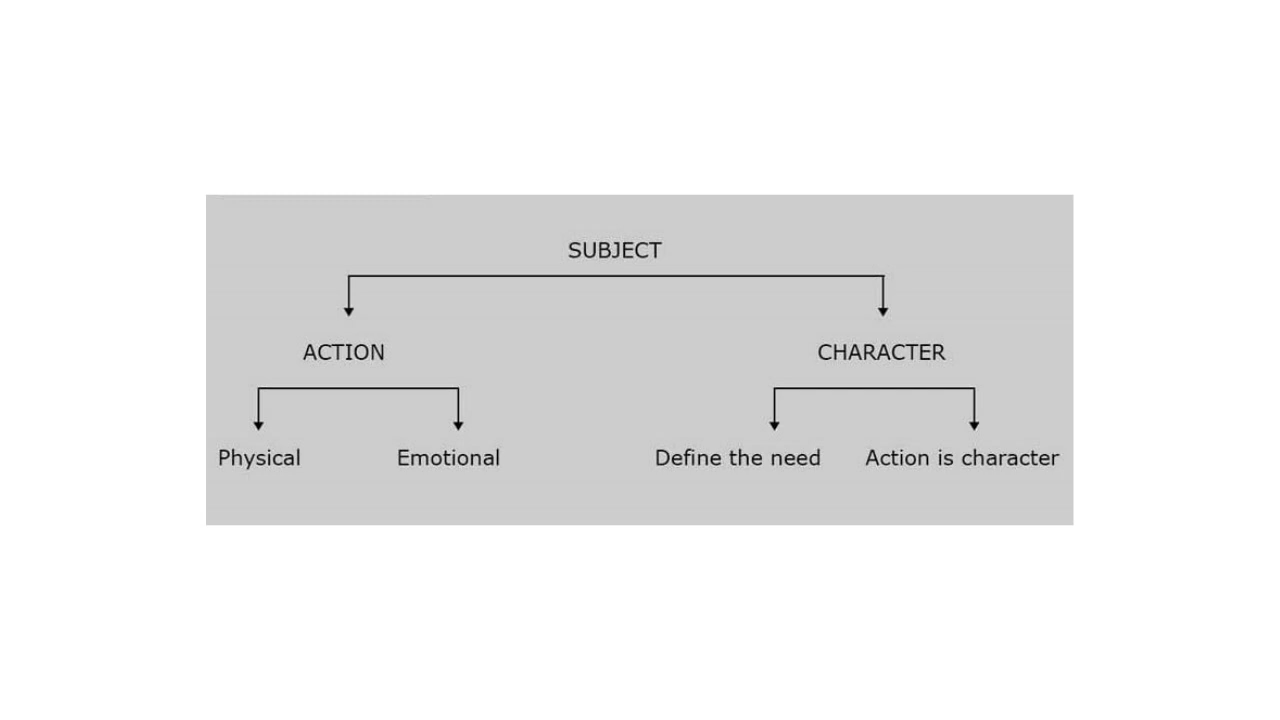 SUBJECT
ACTION
CHARACTER
Physical
Emotional
Define the need
Action is character